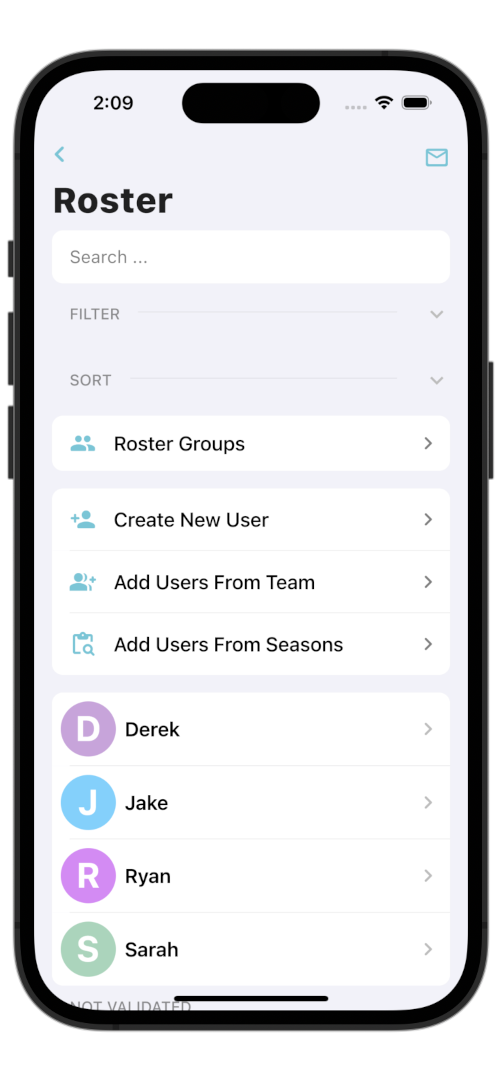 2:09
Roster
Search ...
FILTER
SORT
Roster Groups
Create New User
Add Users From Team
Add Users From Seasons
D Derek
J Jake
R Ryan
S Sarah
NOT VALIDATED